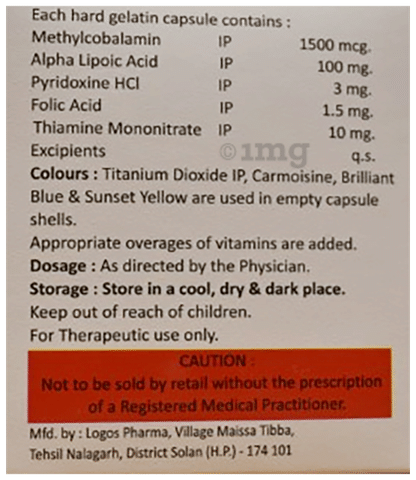 Each hard gelatin capsule contains :
Methylcobalamin IP 1500 mcg.
Alpha Lipoic Acid IP 100 mg.
Pyridoxine HCl IP 3 mg.
Folic Acid IP 1.5 mg.
Thiamine Mononitrate IP 10 mg.
©1mg
Excipients q.s.
Colours : Titanium Dioxide IP, Carmoisine, Brilliant
Blue & Sunset Yellow are used in empty capsule
shells.
Appropriate overages of vitamins are added.
Dosage : As directed by the Physician.
Storage : Store in a cool, dry & dark place.
Keep out of reach of children.
For Therapeutic use only.
CAUTION :
Not to be sold by retail without the prescription
of a Registered Medical Practitioner.
Mfd. by : Logos Pharma, Village Maissa Tibba,
Tehsil Nalagarh, District Solan (H.P.) - 174 101